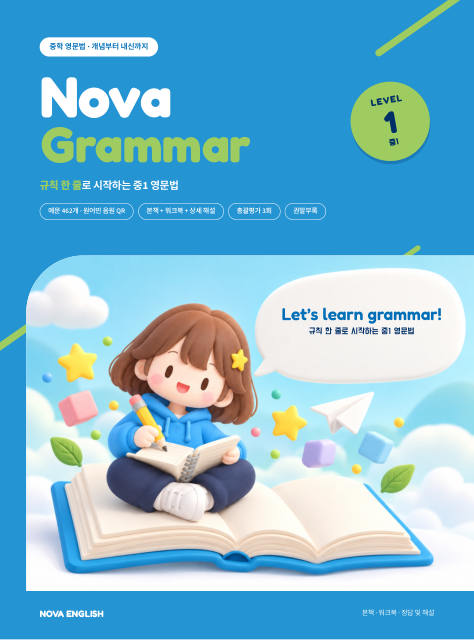 중학 영문법 · 개념부터 내신까지
Nova
Grammar
LEVEL
1
중1
규칙 한 줄로 시작하는 중1 영문법
예문 462개 · 원어민 음원 QR
본책 + 워크북 + 상세 해설
총괄평가 3회
권말부록
Let's learn grammar!
규칙 한 줄로 시작하는 중1 영문법
NOVA ENGLISH
본책 · 워크북 · 정답 및 해설